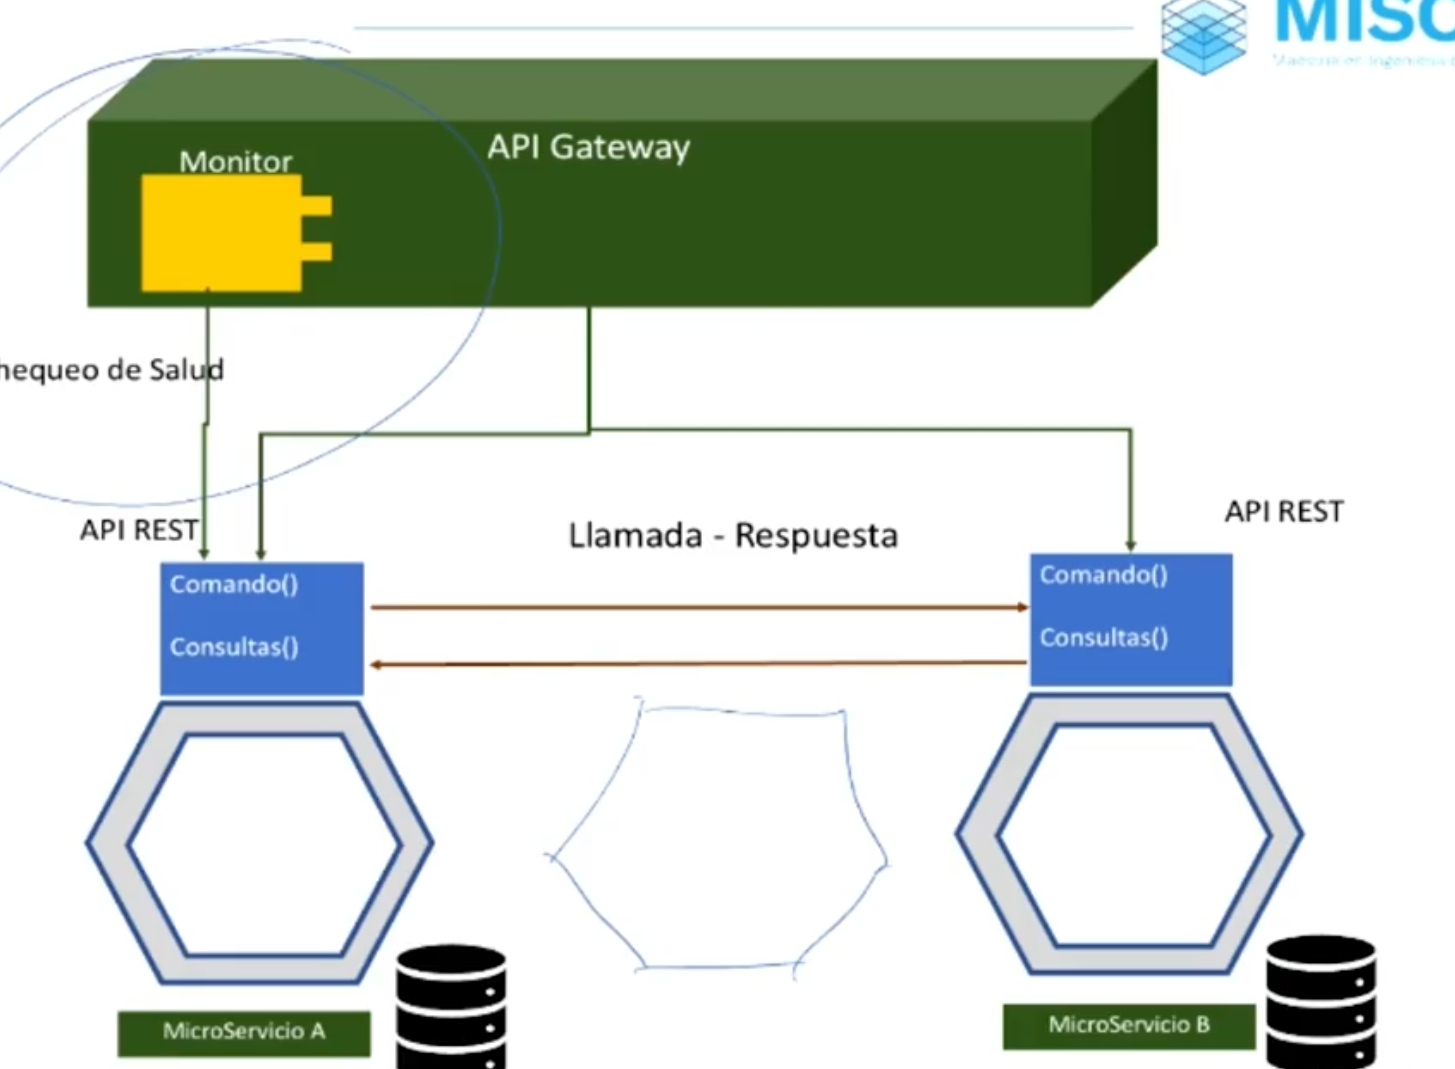 MISO
Monitor
API Gateway
hequeo de Salud
API REST
API REST
Llamada - Respuesta
Comando()
Consultas()
Comando()
Consultas()
MicroServicio A
MicroServicio B